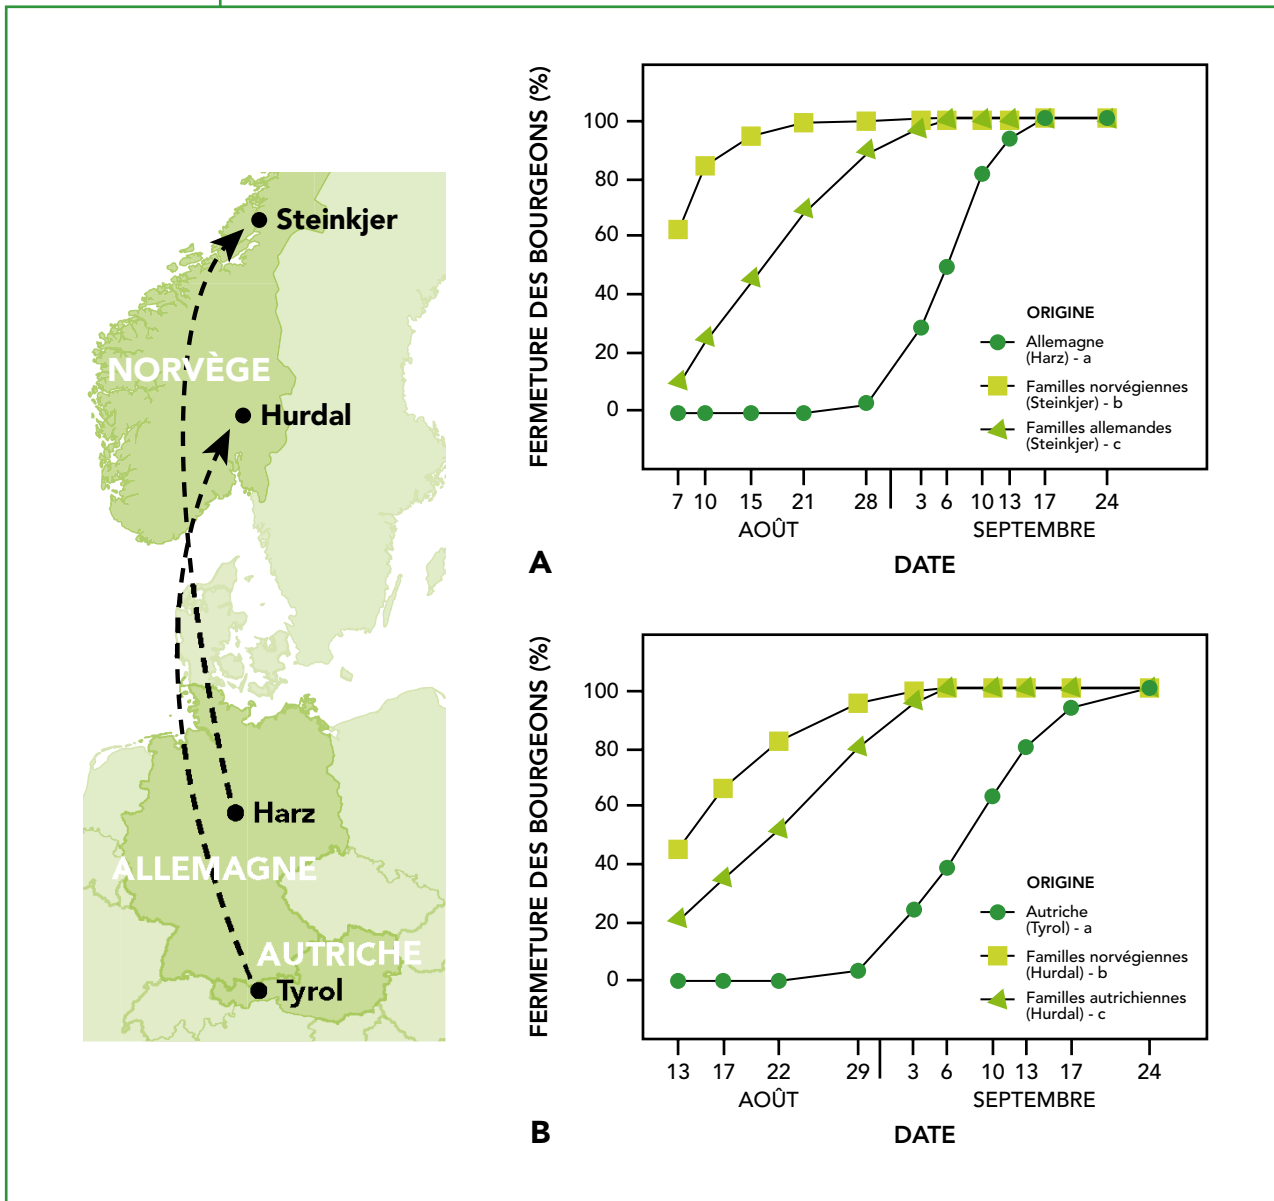 Steinkjer
NORVÈGE
Hurdal
Harz
ALLEMAGNE
AUTRICHE
Tyrol
FERMETURE DES BOURGEONS (%)
100
80
60
40
20
0
ORIGINE
Allemagne
(Harz) - a
Familles norvégiennes
(Steinkjer) - b
Familles allemandes
(Steinkjer) - c
7 10 15 21 28 3 6 10 13 17 24
AOÛT SEPTEMBRE
DATE
A
FERMETURE DES BOURGEONS (%)
100
80
60
40
20
0
ORIGINE
Autriche
(Tyrol) - a
Familles norvégiennes
(Hurdal) - b
Familles autrichiennes
(Hurdal) - c
13 17 22 29 3 6 10 13 17 24
AOÛT SEPTEMBRE
DATE
B